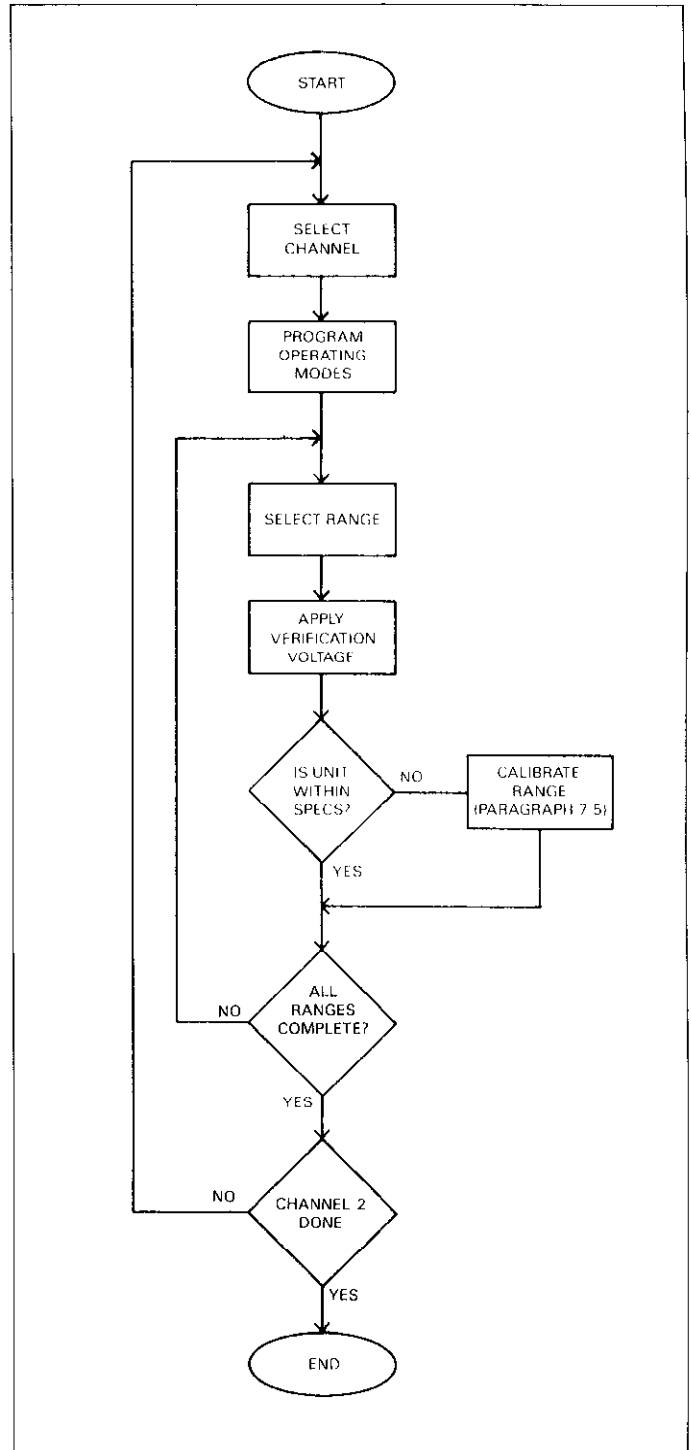 START
SELECT
CHANNEL
PROGRAM
OPERATING
MODES
SELECT RANGE
APPLY
VERIFICATION
VOLTAGE
IS UNIT
WITHIN
SPECS?
NO
CALIBRATE
RANGE
(PARAGRAPH 7.5)
YES
ALL
RANGES
COMPLETE?
NO
YES
CHANNEL 2
DONE
NO
YES
END